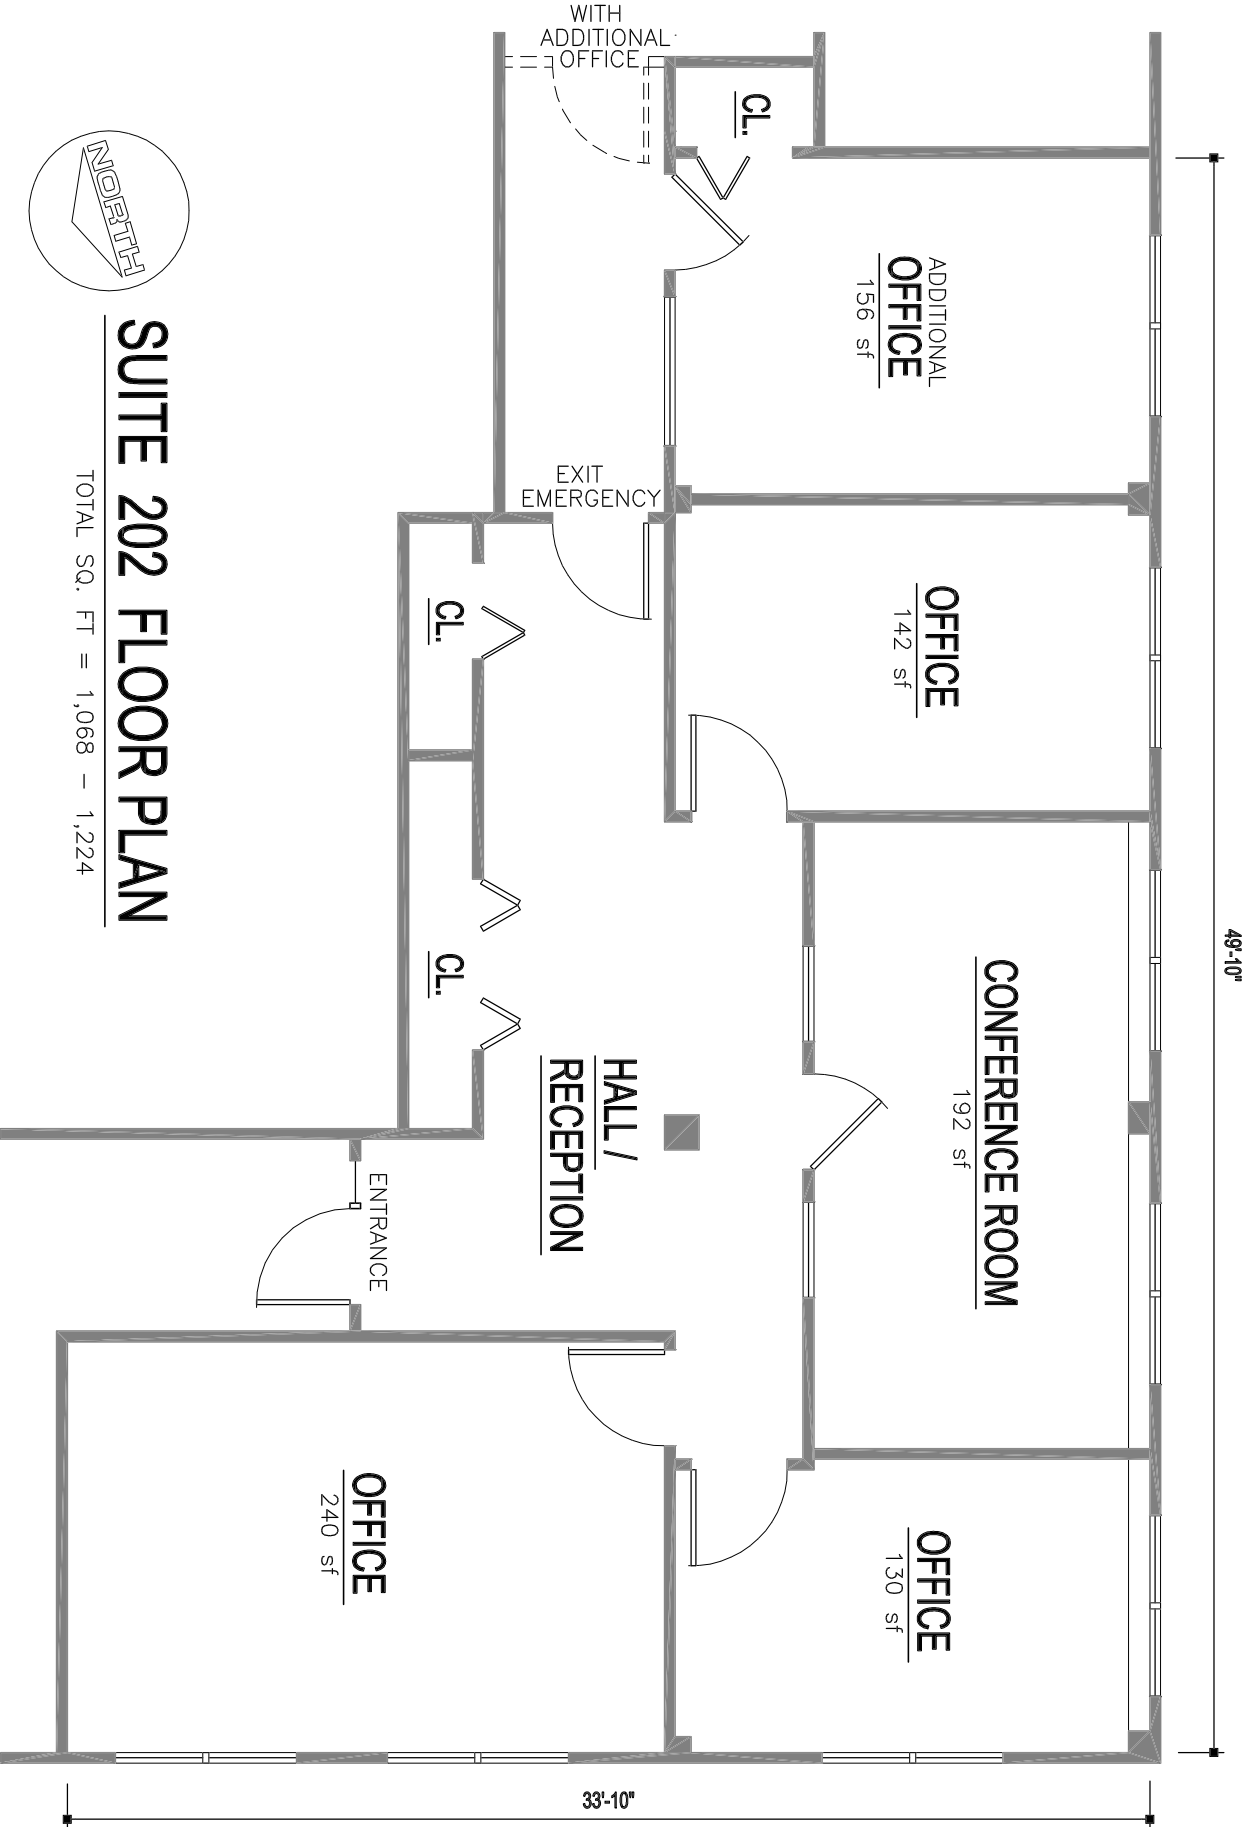 WITH
ADDITIONAL
OFFICE
CL.
NORTH
ADDITIONAL
OFFICE
156 sf
EXIT
EMERGENCY
OFFICE
142 sf
CL.
CL.
CONFERENCE ROOM
192 sf
HALL /
RECEPTION
ENTRANCE
OFFICE
240 sf
OFFICE
130 sf
49'-10"
33'-10"
SUITE 202 FLOOR PLAN
TOTAL SQ. FT = 1,068 - 1,224